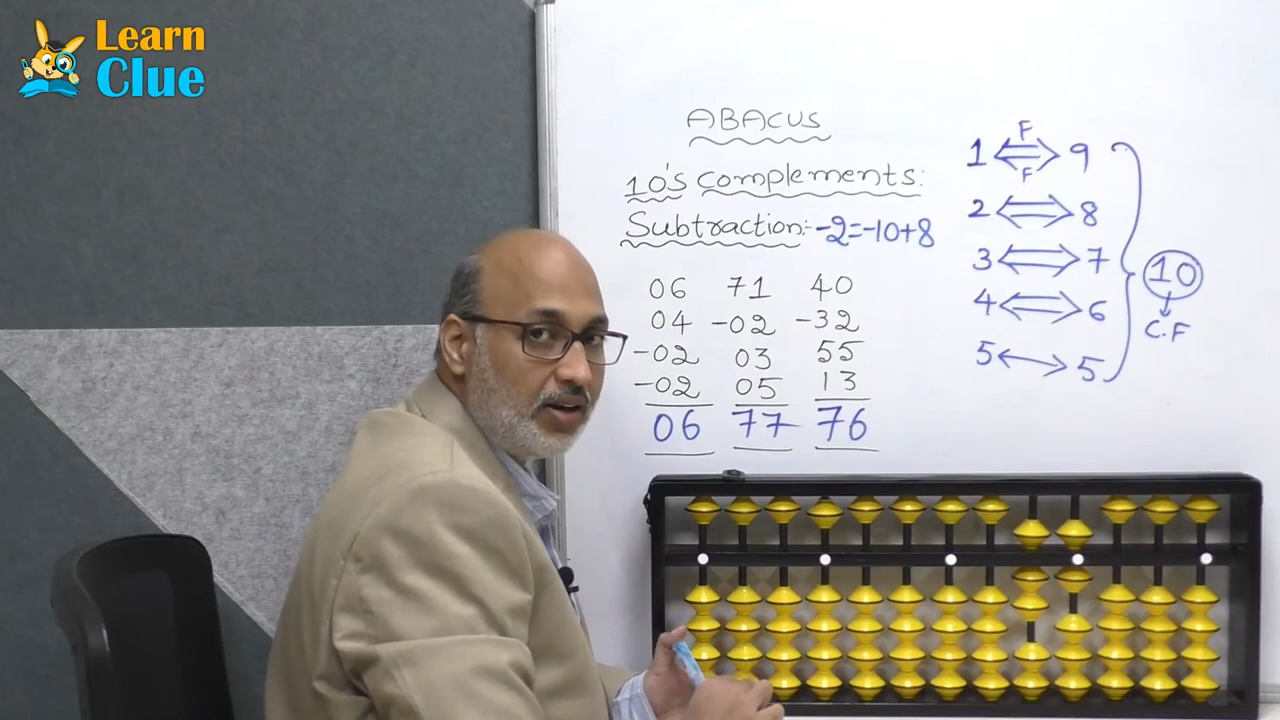 Learn
Clue
ABACUS
10's complements:
Subtraction:- -2=-10+8
06 71 40
04 -02 -32
-02 03 55
-02 05 13
06 77 76
F
1 ⇔ 9
F
2 ⇔ 8
3 ⇔ 7
4 ⇔ 6
5 ↔ 5
10
↓
C.F